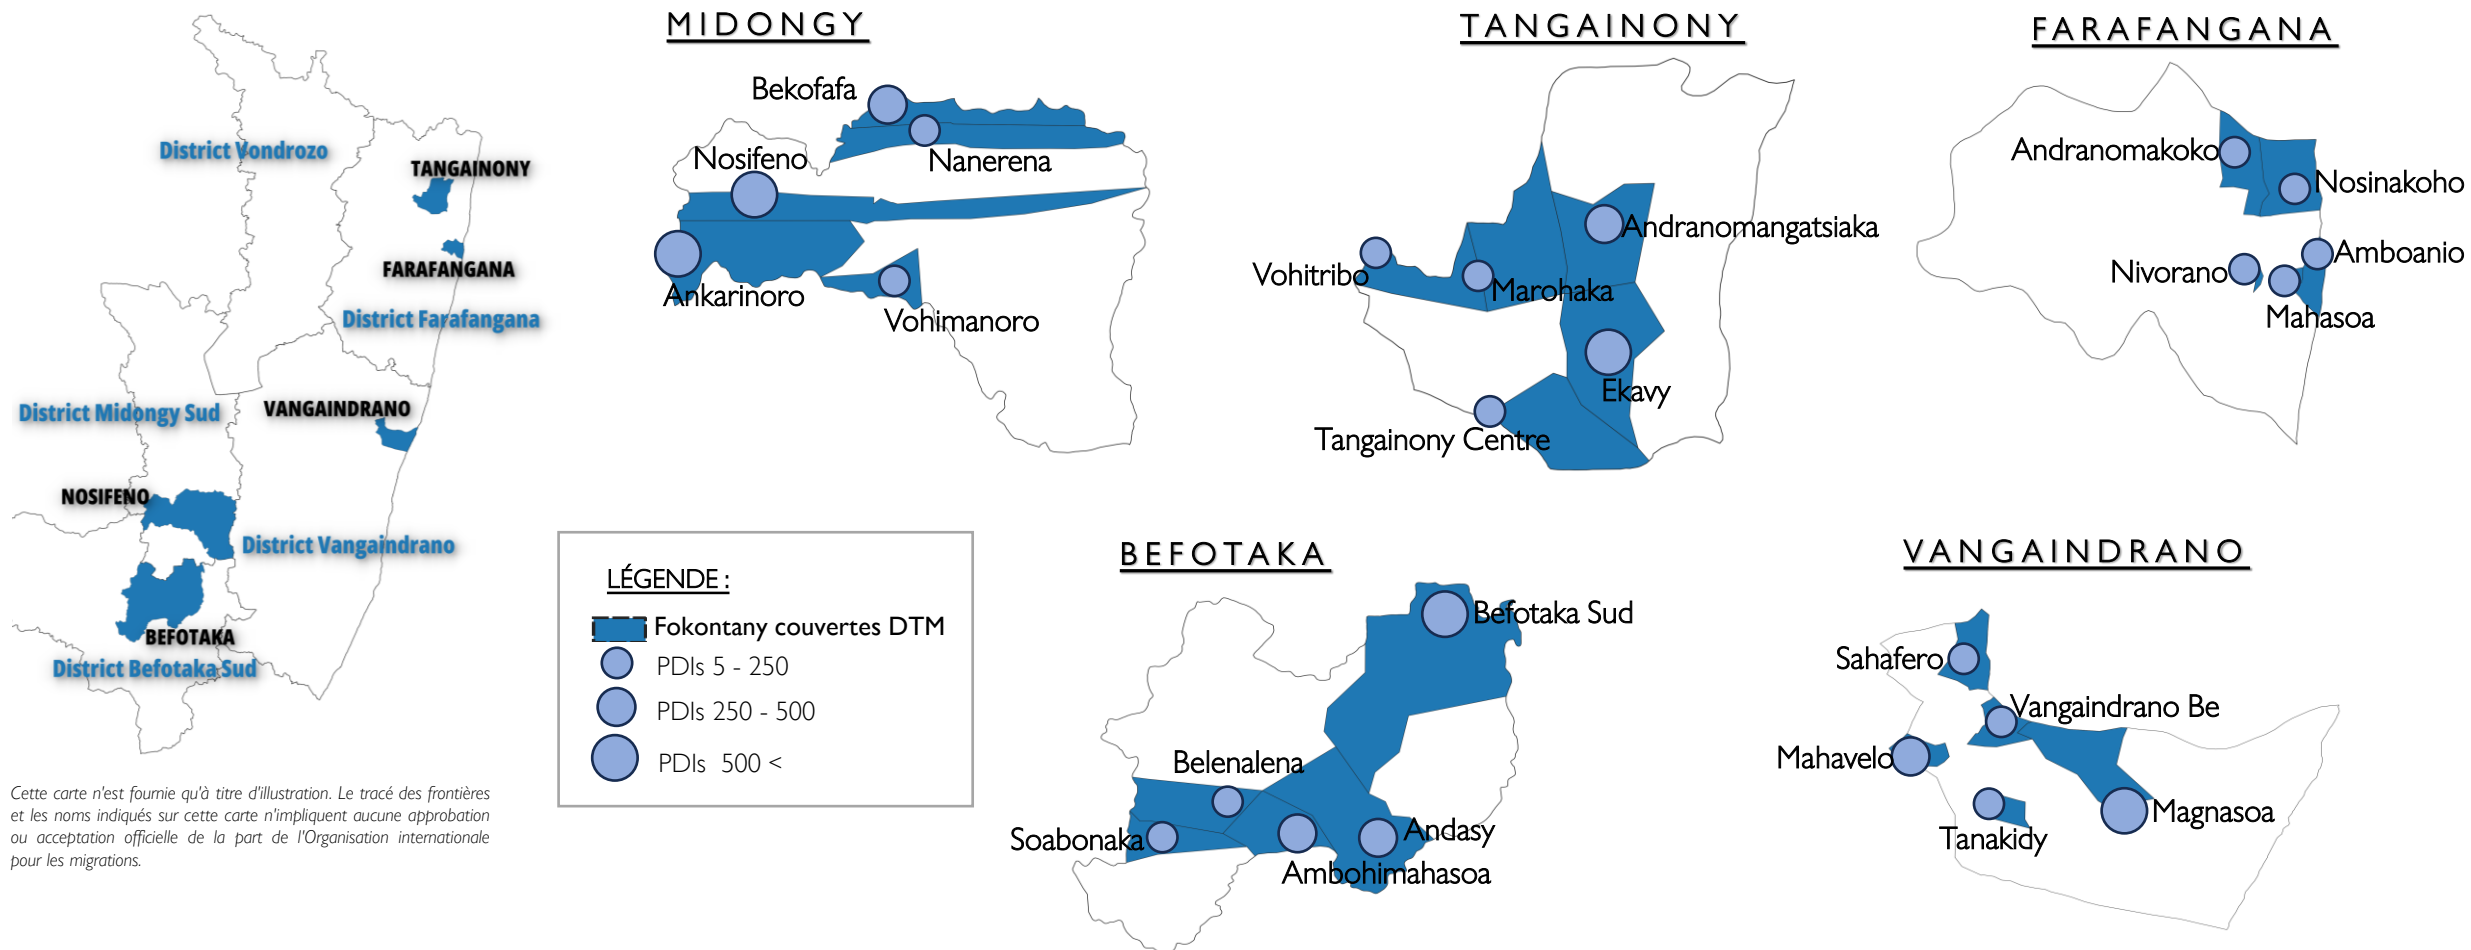 District Vondrozo
TANGAINONY
FARAFANGANA
District Farafangana
District Midongy Sud
VANGAINDRANO
NOSIFENO
District Vangaindrano
BEFOTAKA
District Befotaka Sud
Cette carte n'est fournie qu'à titre d'illustration. Le tracé des frontières
et les noms indiqués sur cette carte n'impliquent aucune approbation
ou acceptation officielle de la part de l'Organisation internationale
pour les migrations.
MIDONGY
Bekofafa
Nanerena
Nosifeno
Ankarinoro
Vohimanoro
TANGAINONY
Andranomangatsiaka
Vohitribo
Marohaka
Ekavy
Tangainony Centre
FARAFANGANA
Andranomakoko
Nosinakoho
Amboanio
Nivorano
Mahasoa
LÉGENDE :
Fokontany couvertes DTM
PDIs 5 - 250
PDIs 250 - 500
PDIs 500 <
BEFOTAKA
Befotaka Sud
Belenalena
Soabonaka
Andasy
Ambohimahasoa
VANGAINDRANO
Sahafero
Vangaindrano Be
Mahavelo
Tanakidy
Magnasoa